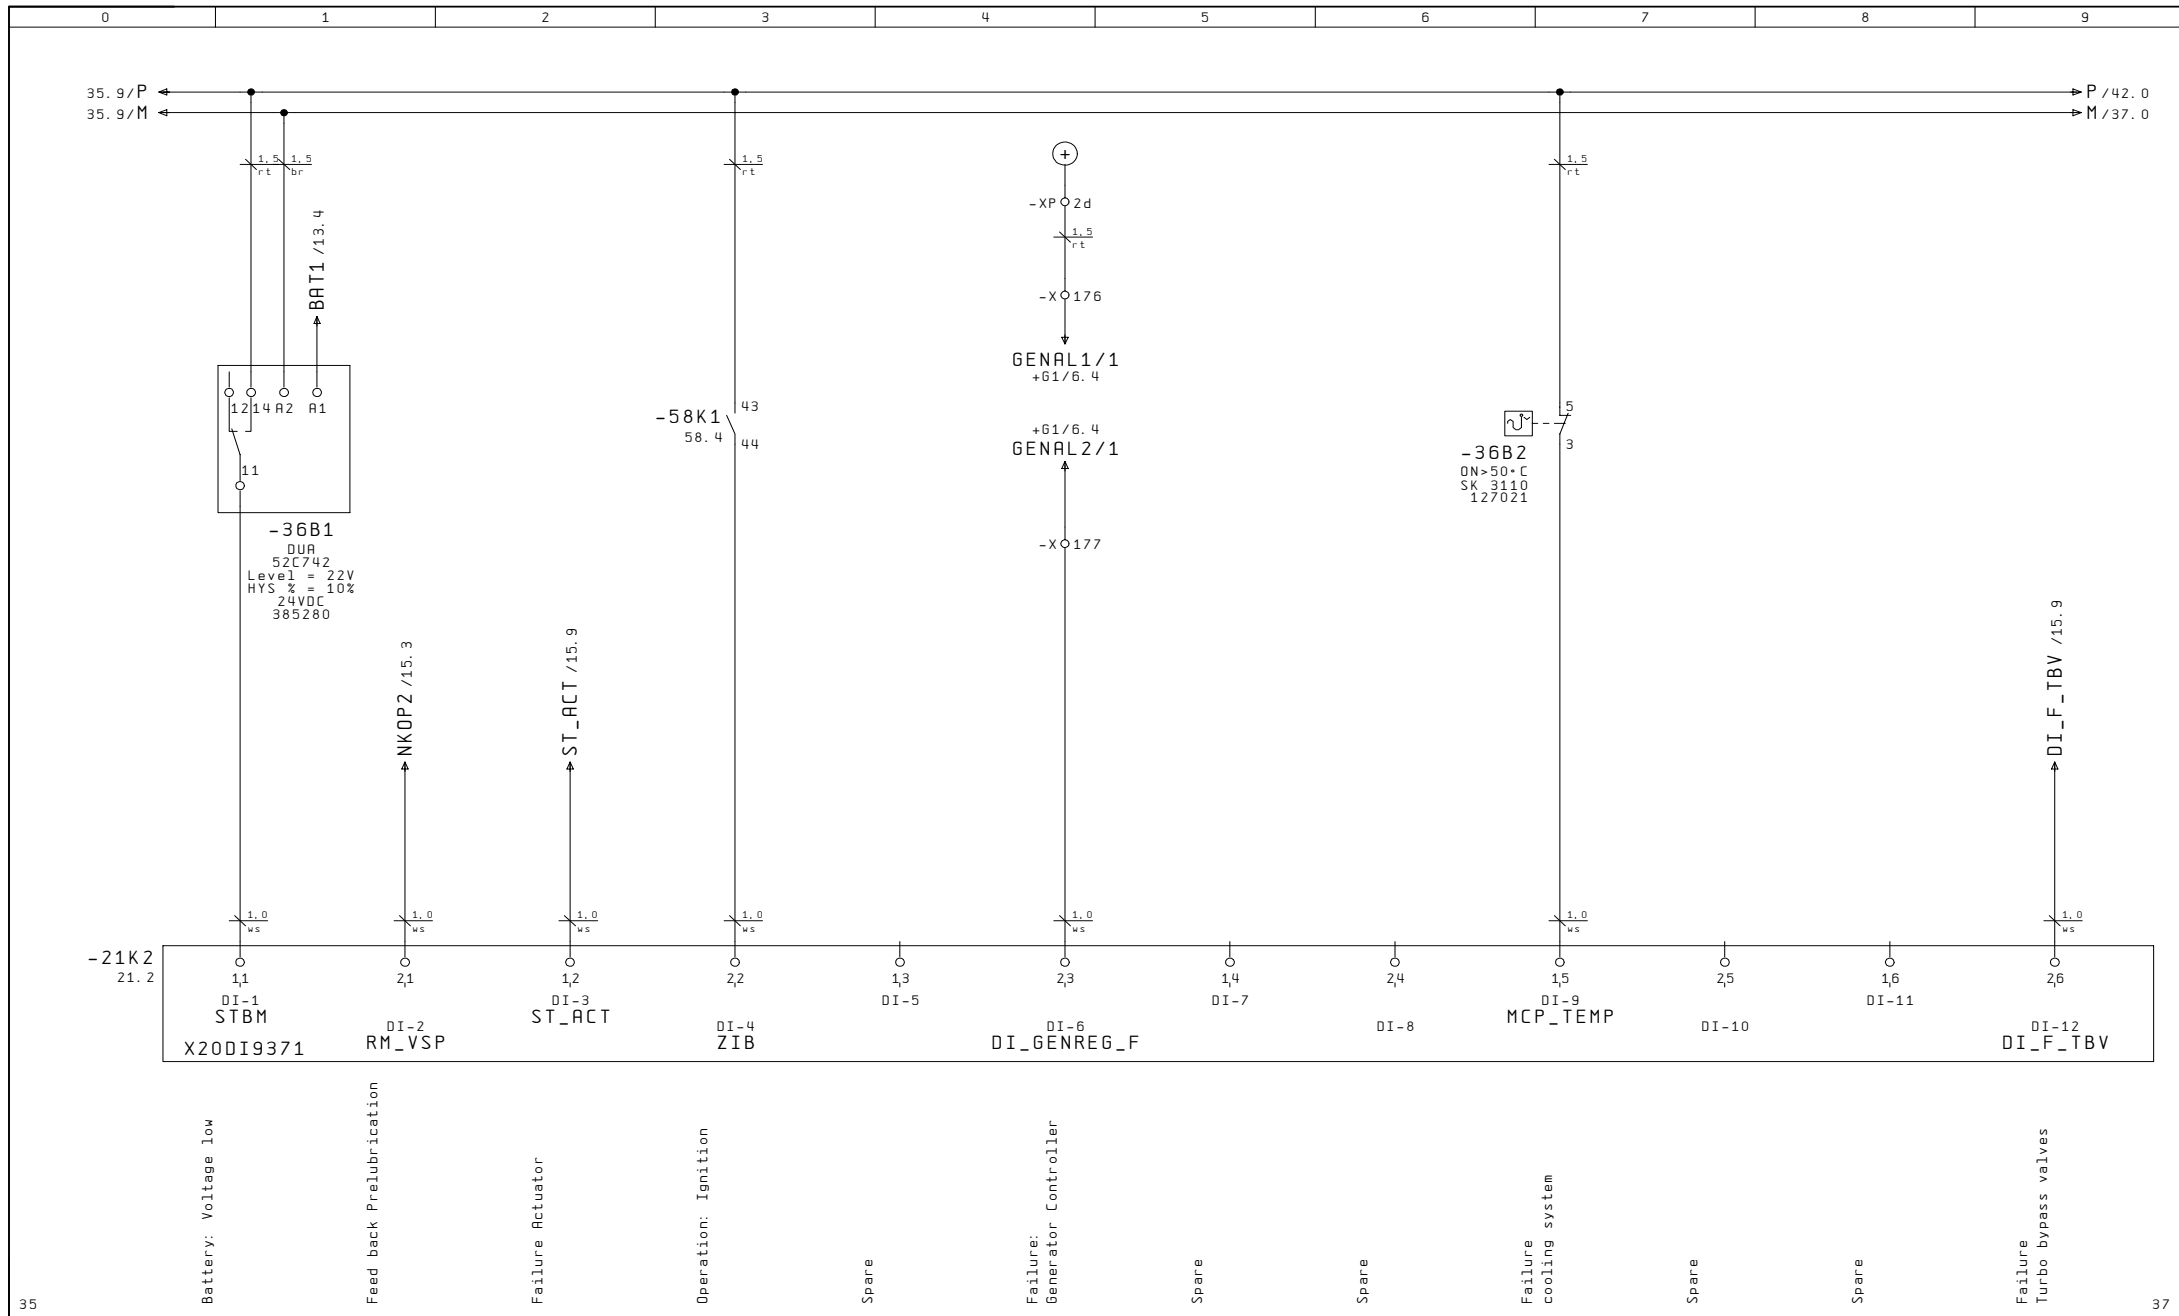 0 1 2 3 4 5 6 7 8 9
35.9/P
P/42.0
35.9/M
M/37.0
1,5
rt
1,5
br
1,5
rt
1,5
rt
-XP 2d
1,5
rt
BAT1 /13.4
-X 176
GENAL1/1
+G1/6.4
12 14 A2 A1
11
-58K1
58.4
43
44
+G1/6.4
GENAL2/1
-X 177
5
3
-36B2
ON>50°C
SK 3110
127021
-36B1
DUA
52C742
Level = 22V
HYS % = 10%
24VDC
385280
NKOP2 /15.3
ST_ACT /15.9
DI_F_TBV /15.9
1,0
ws
1,0
ws
1,0
ws
1,0
ws
1,0
ws
1,0
ws
1,0
ws
-21K2
21.2
1,1 2,1 1,2 2,2 1,3 2,3 1,4 2,4 1,5 2,5 1,6 2,6
DI-1
STBM
X20DI9371
DI-2
RM_VSP
DI-3
ST_ACT
DI-4
ZIB
DI-5
DI-6
DI_GENREG_F
DI-7
DI-8
DI-9
MCP_TEMP
DI-10
DI-11
DI-12
DI_F_TBV
Battery: Voltage low
Feed back Prelubrication
Failure Actuator
Operation: Ignition
Spare
Failure:
Generator Controller
Spare
Spare
Failure
cooling system
Spare
Spare
Failure
Turbo bypass valves
35
37